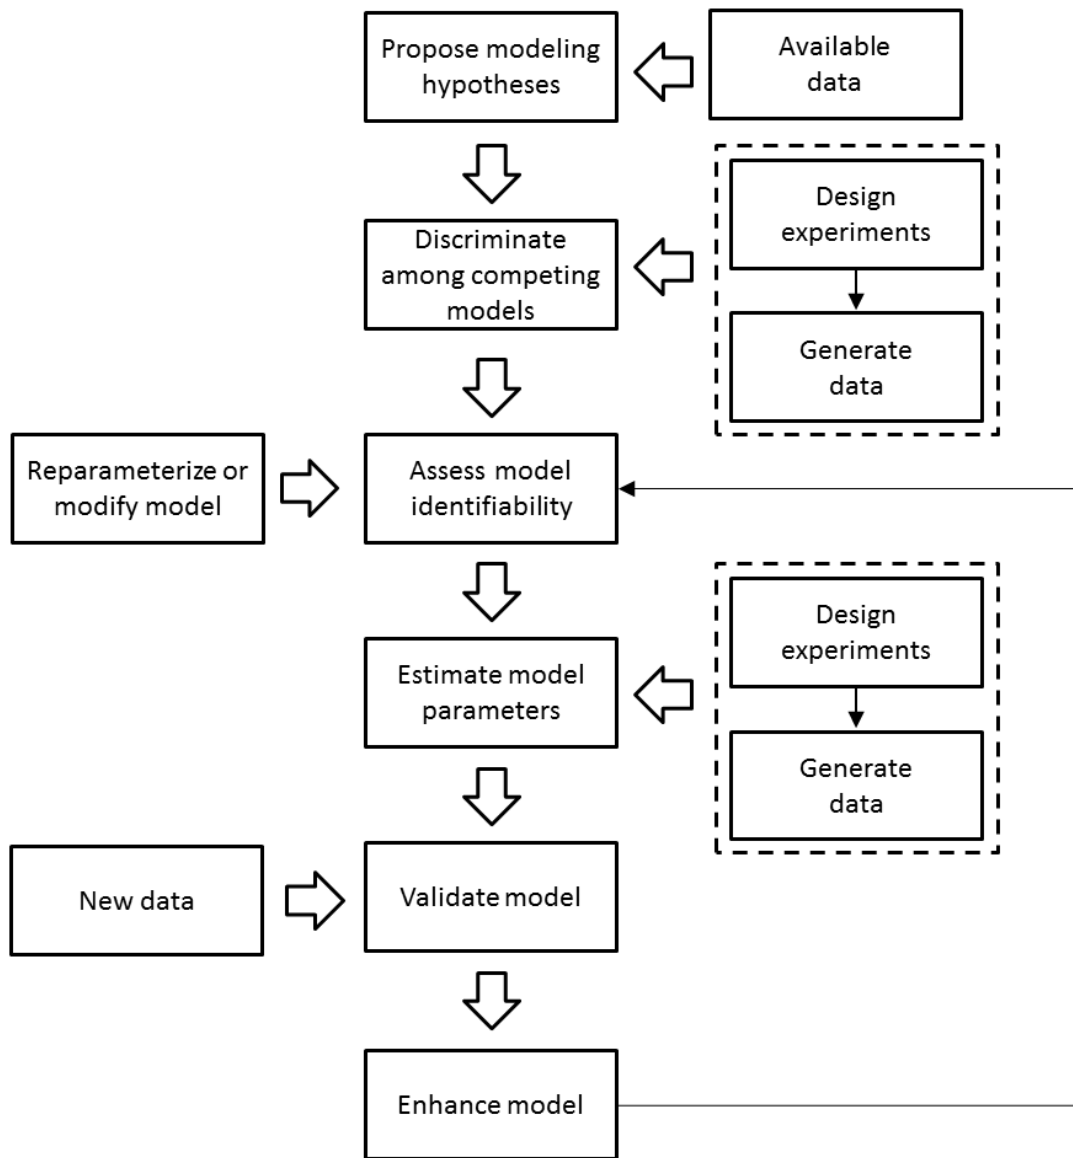 Propose modeling
hypotheses
Available
data
Discriminate
among competing
models
Design
experiments
Generate
data
Reparameterize or
modify model
Assess model
identifiability
Estimate model
parameters
Design
experiments
Generate
data
New data
Validate model
Enhance model